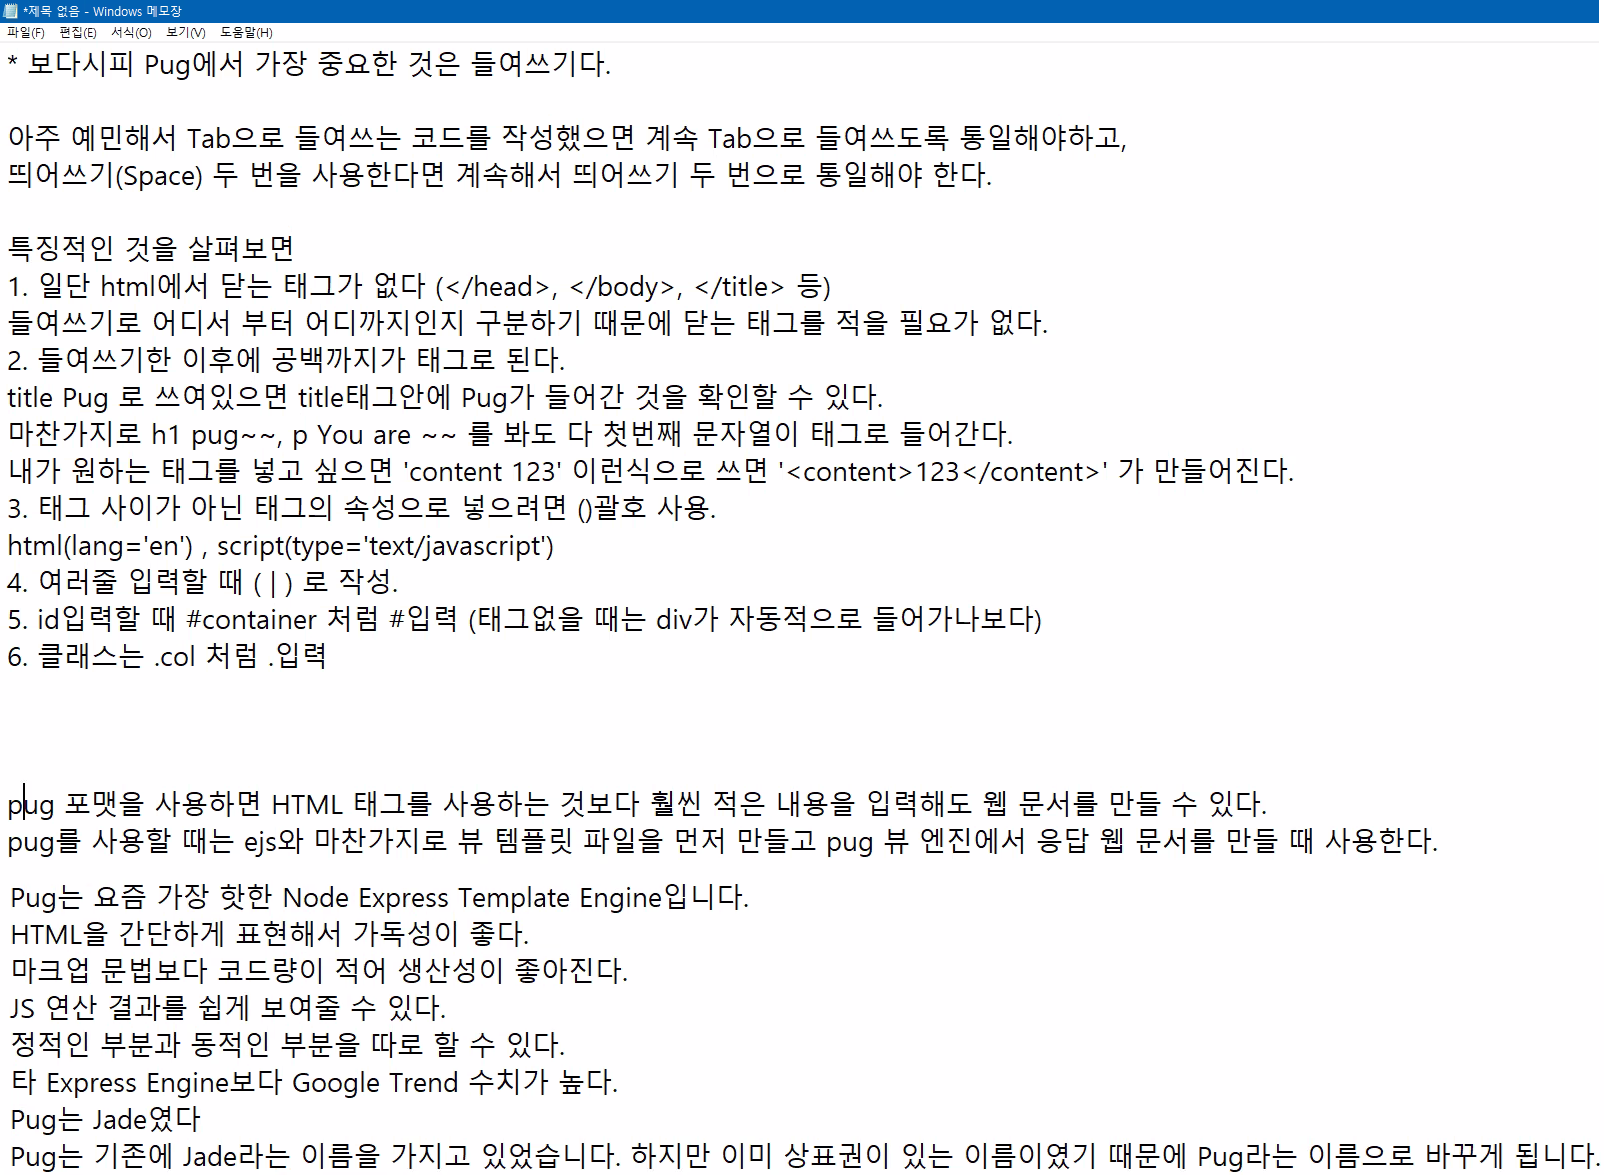 *제목 없음 - Windows 메모장
파일(F) 편집(E) 서식(O) 보기(V) 도움말(H)
* 보다시피 Pug에서 가장 중요한 것은 들여쓰기다.
아주 예민해서 Tab으로 들여쓰는 코드를 작성했으면 계속 Tab으로 들여쓰도록 통일해야하고,
띄어쓰기(Space) 두 번을 사용한다면 계속해서 띄어쓰기 두 번으로 통일해야 한다.
특징적인 것을 살펴보면
1. 일단 html에서 닫는 태그가 없다 (</head>, </body>, </title> 등)
들여쓰기로 어디서 부터 어디까지인지 구분하기 때문에 닫는 태그를 적을 필요가 없다.
2. 들여쓰기한 이후에 공백까지가 태그로 된다.
title Pug 로 쓰여있으면 title태그안에 Pug가 들어간 것을 확인할 수 있다.
마찬가지로 h1 pug~~, p You are ~~ 를 봐도 다 첫번째 문자열이 태그로 들어간다.
내가 원하는 태그를 넣고 싶으면 'content 123' 이런식으로 쓰면 '<content>123</content>' 가 만들어진다.
3. 태그 사이가 아닌 태그의 속성으로 넣으려면 ()괄호 사용.
html(lang='en') , script(type='text/javascript')
4. 여러줄 입력할 때 ( | ) 로 작성.
5. id입력할 때 #container 처럼 #입력 (태그없을 때는 div가 자동적으로 들어가나보다)
6. 클래스는 .col 처럼 .입력
pug 포맷을 사용하면 HTML 태그를 사용하는 것보다 훨씬 적은 내용을 입력해도 웹 문서를 만들 수 있다.
pug를 사용할 때는 ejs와 마찬가지로 뷰 템플릿 파일을 먼저 만들고 pug 뷰 엔진에서 응답 웹 문서를 만들 때 사용한다.
Pug는 요즘 가장 핫한 Node Express Template Engine입니다.
HTML을 간단하게 표현해서 가독성이 좋다.
마크업 문법보다 코드량이 적어 생산성이 좋아진다.
JS 연산 결과를 쉽게 보여줄 수 있다.
정적인 부분과 동적인 부분을 따로 할 수 있다.
타 Express Engine보다 Google Trend 수치가 높다.
Pug는 Jade였다
Pug는 기존에 Jade라는 이름을 가지고 있었습니다. 하지만 이미 상표권이 있는 이름이였기 때문에 Pug라는 이름으로 바꾸게 됩니다.